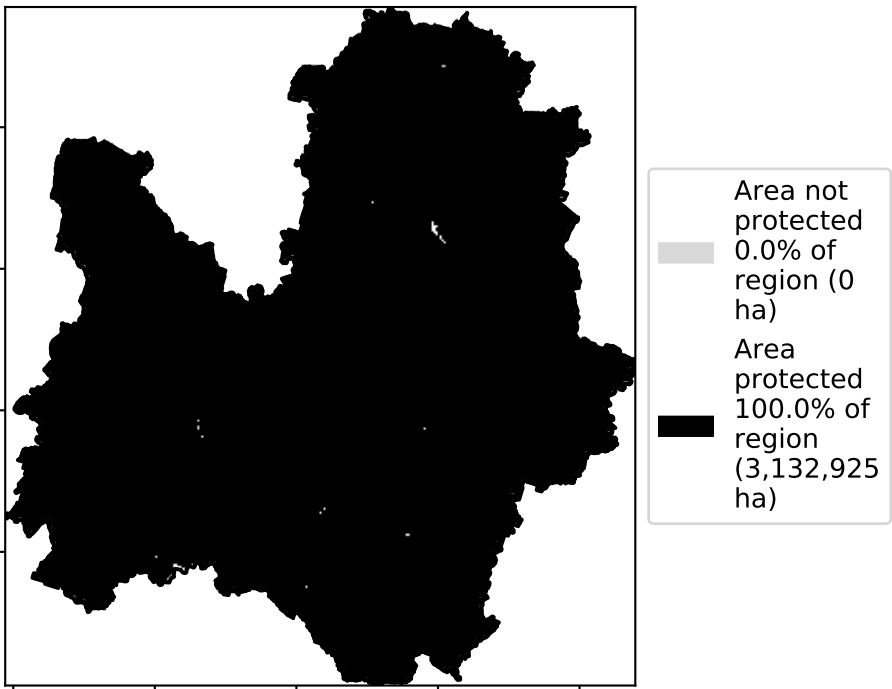 Area not
protected
0.0% of
region (0
ha)
Area
protected
100.0% of
region
(3,132,925
ha)